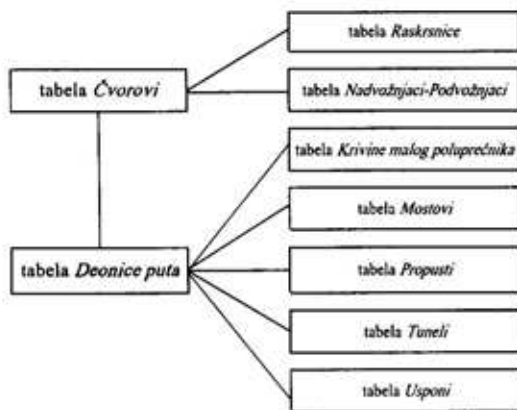 tabela Raskrsnice
tabela Čvorovi
tabela Nadvožnjaci-Podvožnjaci
tabela Krivine malog poluprečnika
tabela Mostovi
tabela Deonice puta
tabela Propusti
tabela Tuneli
tabela Usponi